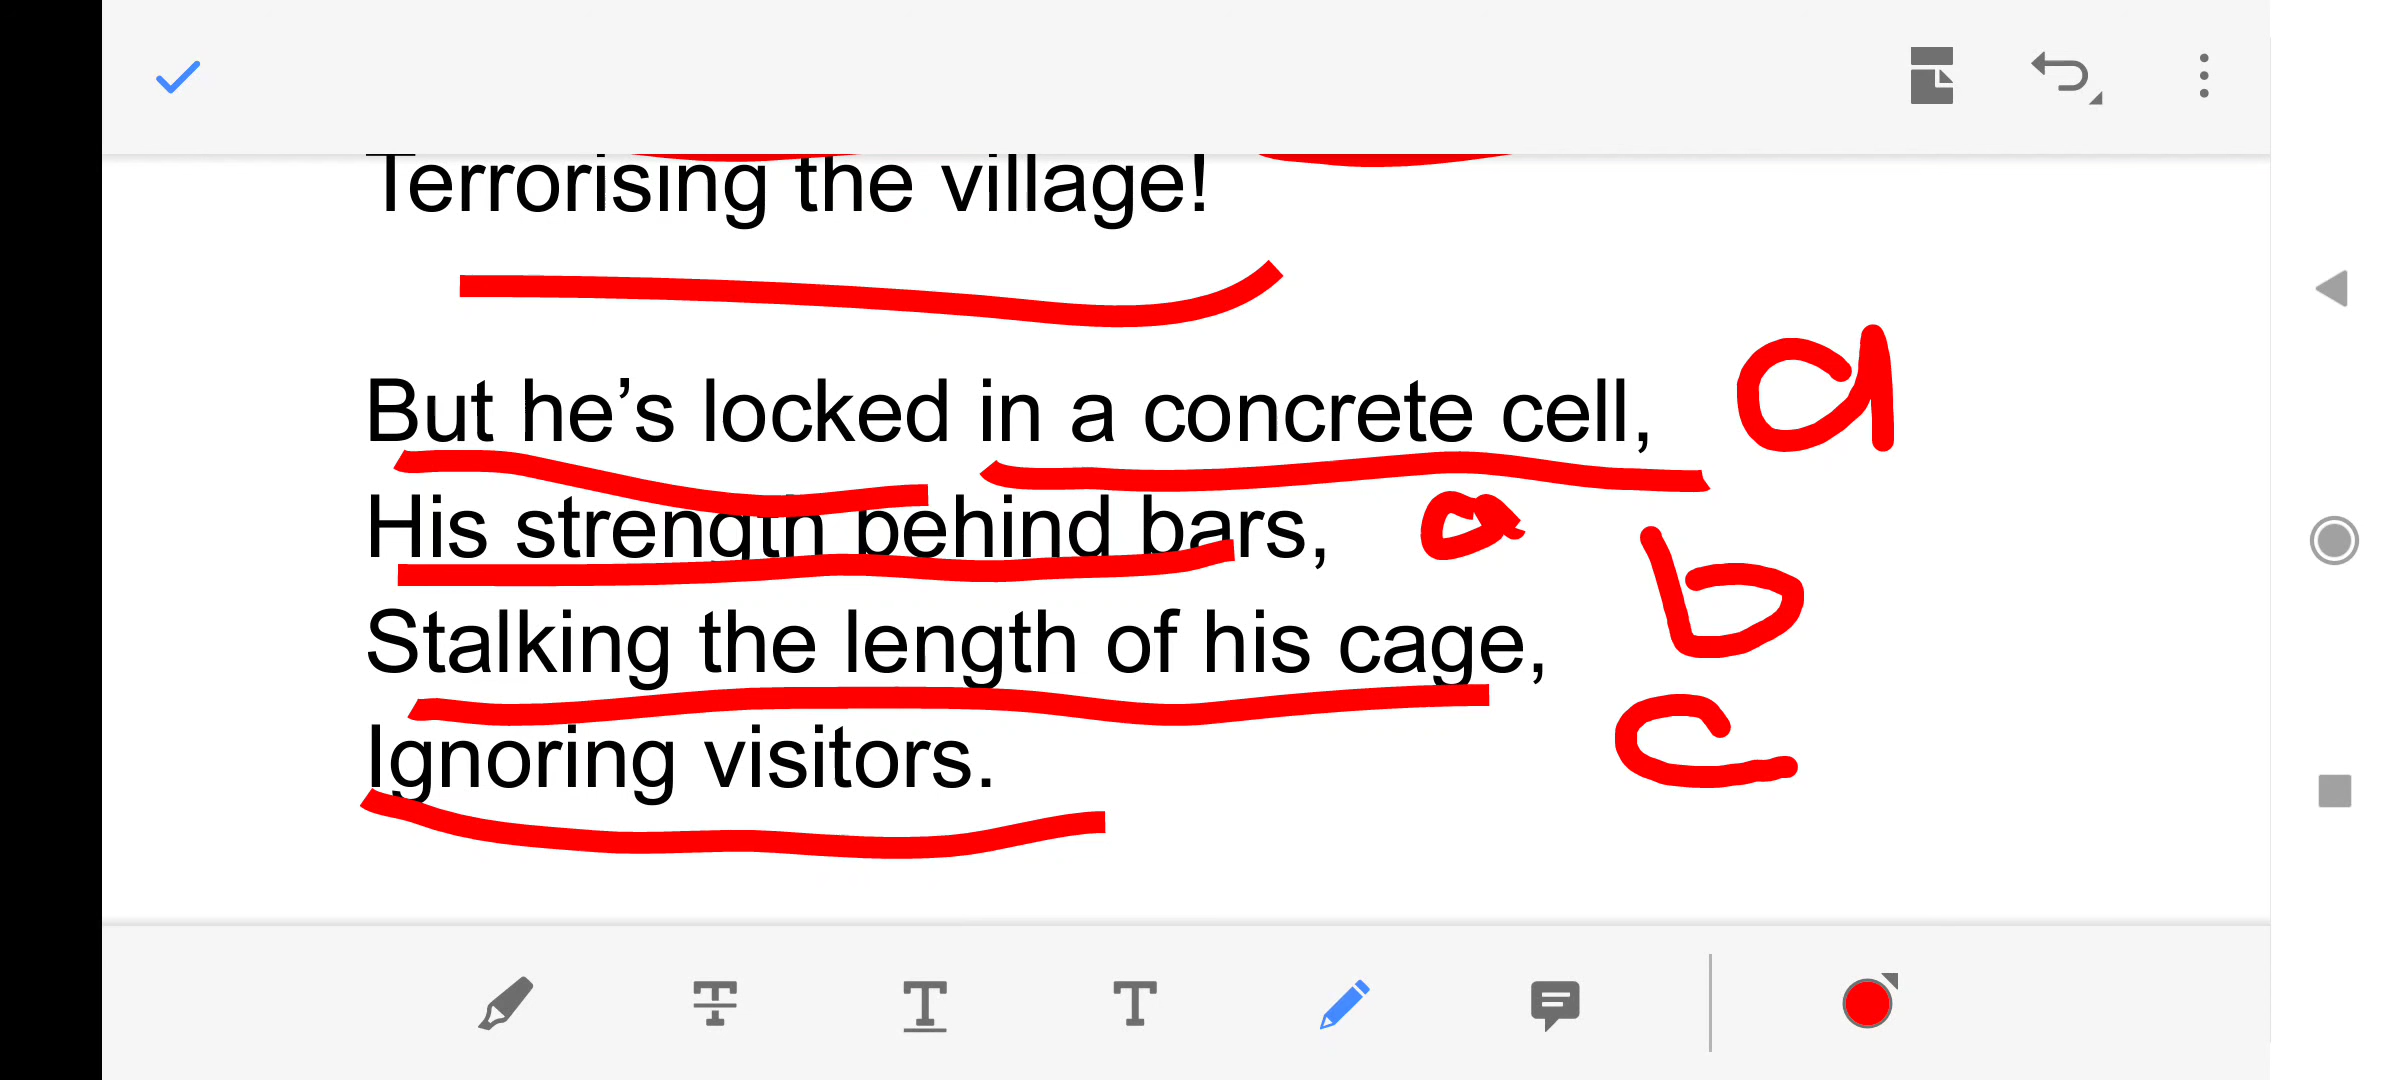 Terrorising the village!
But he’s locked in a concrete cell, a
His strength behind bars, a
Stalking the length of his cage, b
Ignoring visitors. c